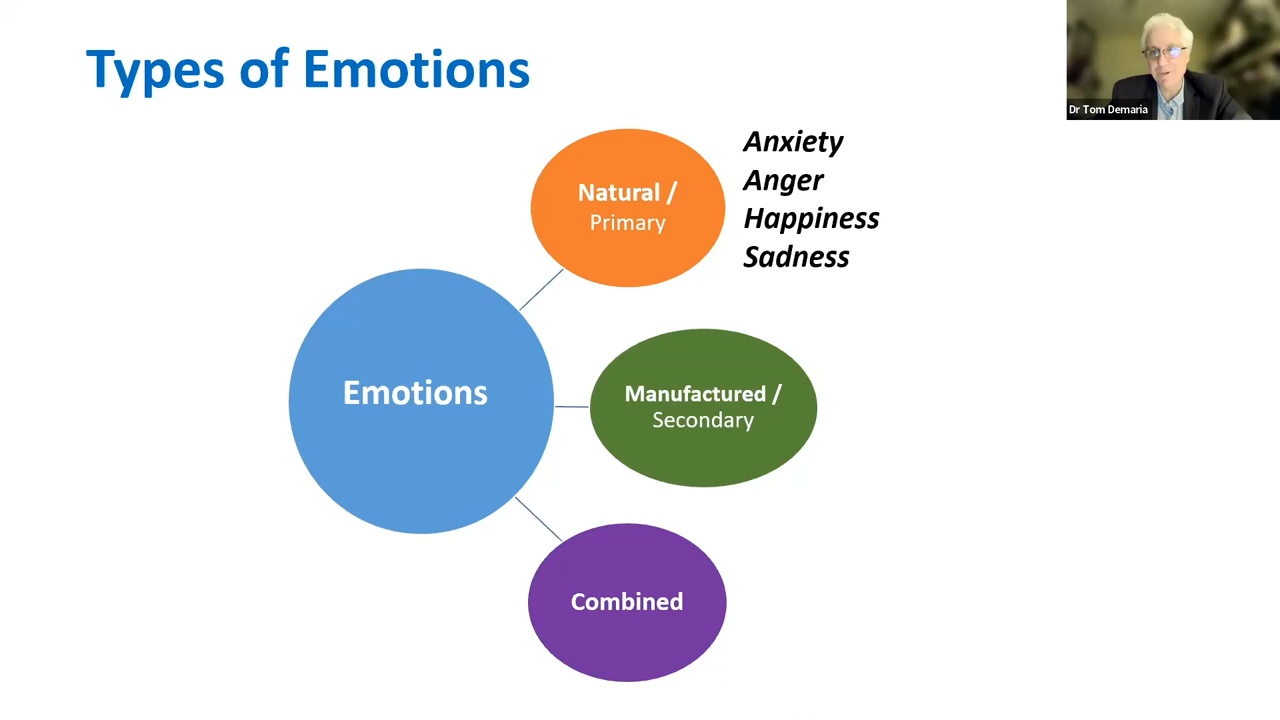 Types of Emotions
Dr Tom Demaria
Natural /
Primary
Anxiety
Anger
Happiness
Sadness
Emotions
Manufactured /
Secondary
Combined